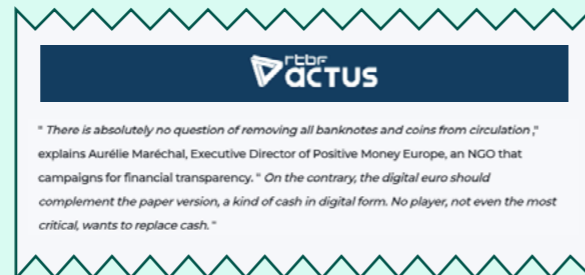 rtbf
actus
" There is absolutely no question of removing all banknotes and coins from circulation ,"
explains Aurélie Maréchal, Executive Director of Positive Money Europe, an NGO that
campaigns for financial transparency. " On the contrary, the digital euro should
complement the paper version, a kind of cash in digital form. No player, not even the most
critical, wants to replace cash. "